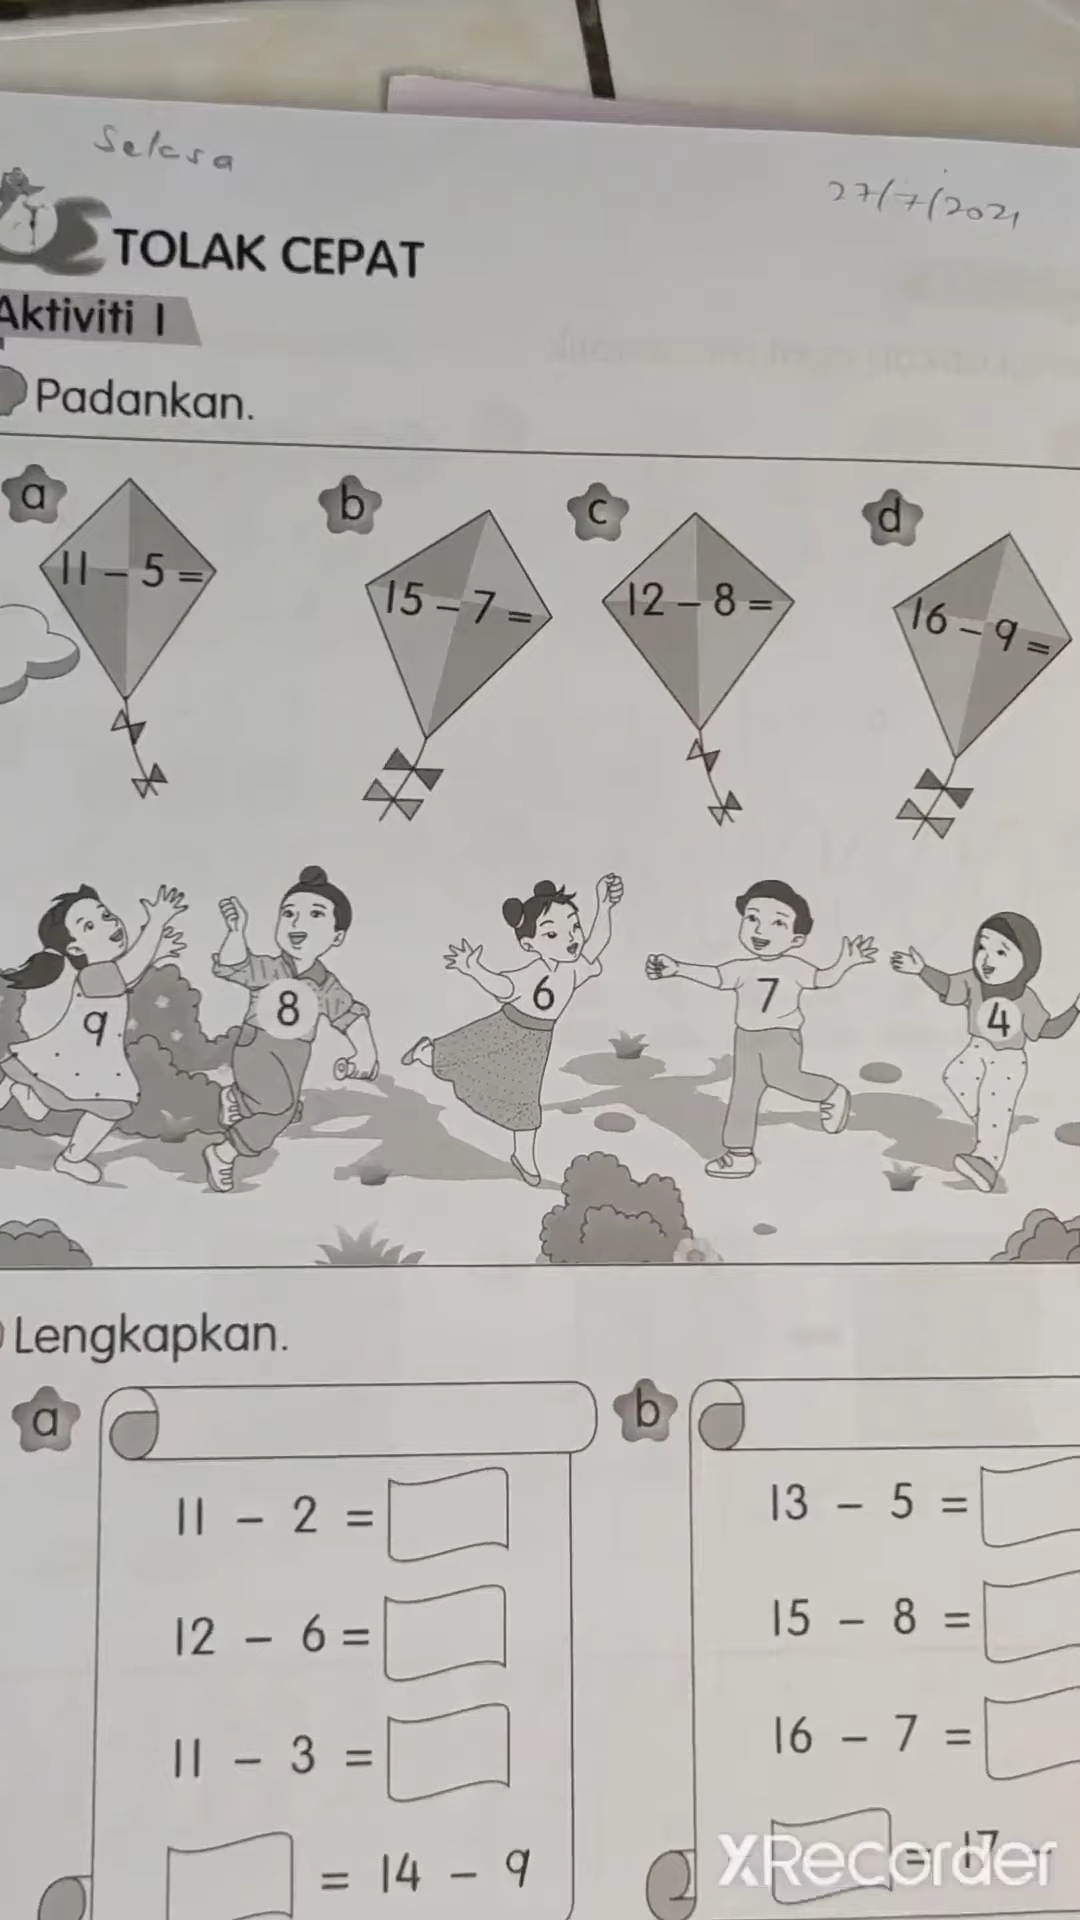 Selasa
27/7/2021
TOLAK CEPAT
Aktiviti 1
Padankan.
a
b
c
d
11 – 5 =
15 – 7 =
12 – 8 =
16 – 9 =
9
8
6
7
4
Lengkapkan.
a
b
11 – 2 =
13 – 5 =
12 – 6 =
15 – 8 =
11 – 3 =
16 – 7 =
= 14 – 9
= 17 –
XRecorder